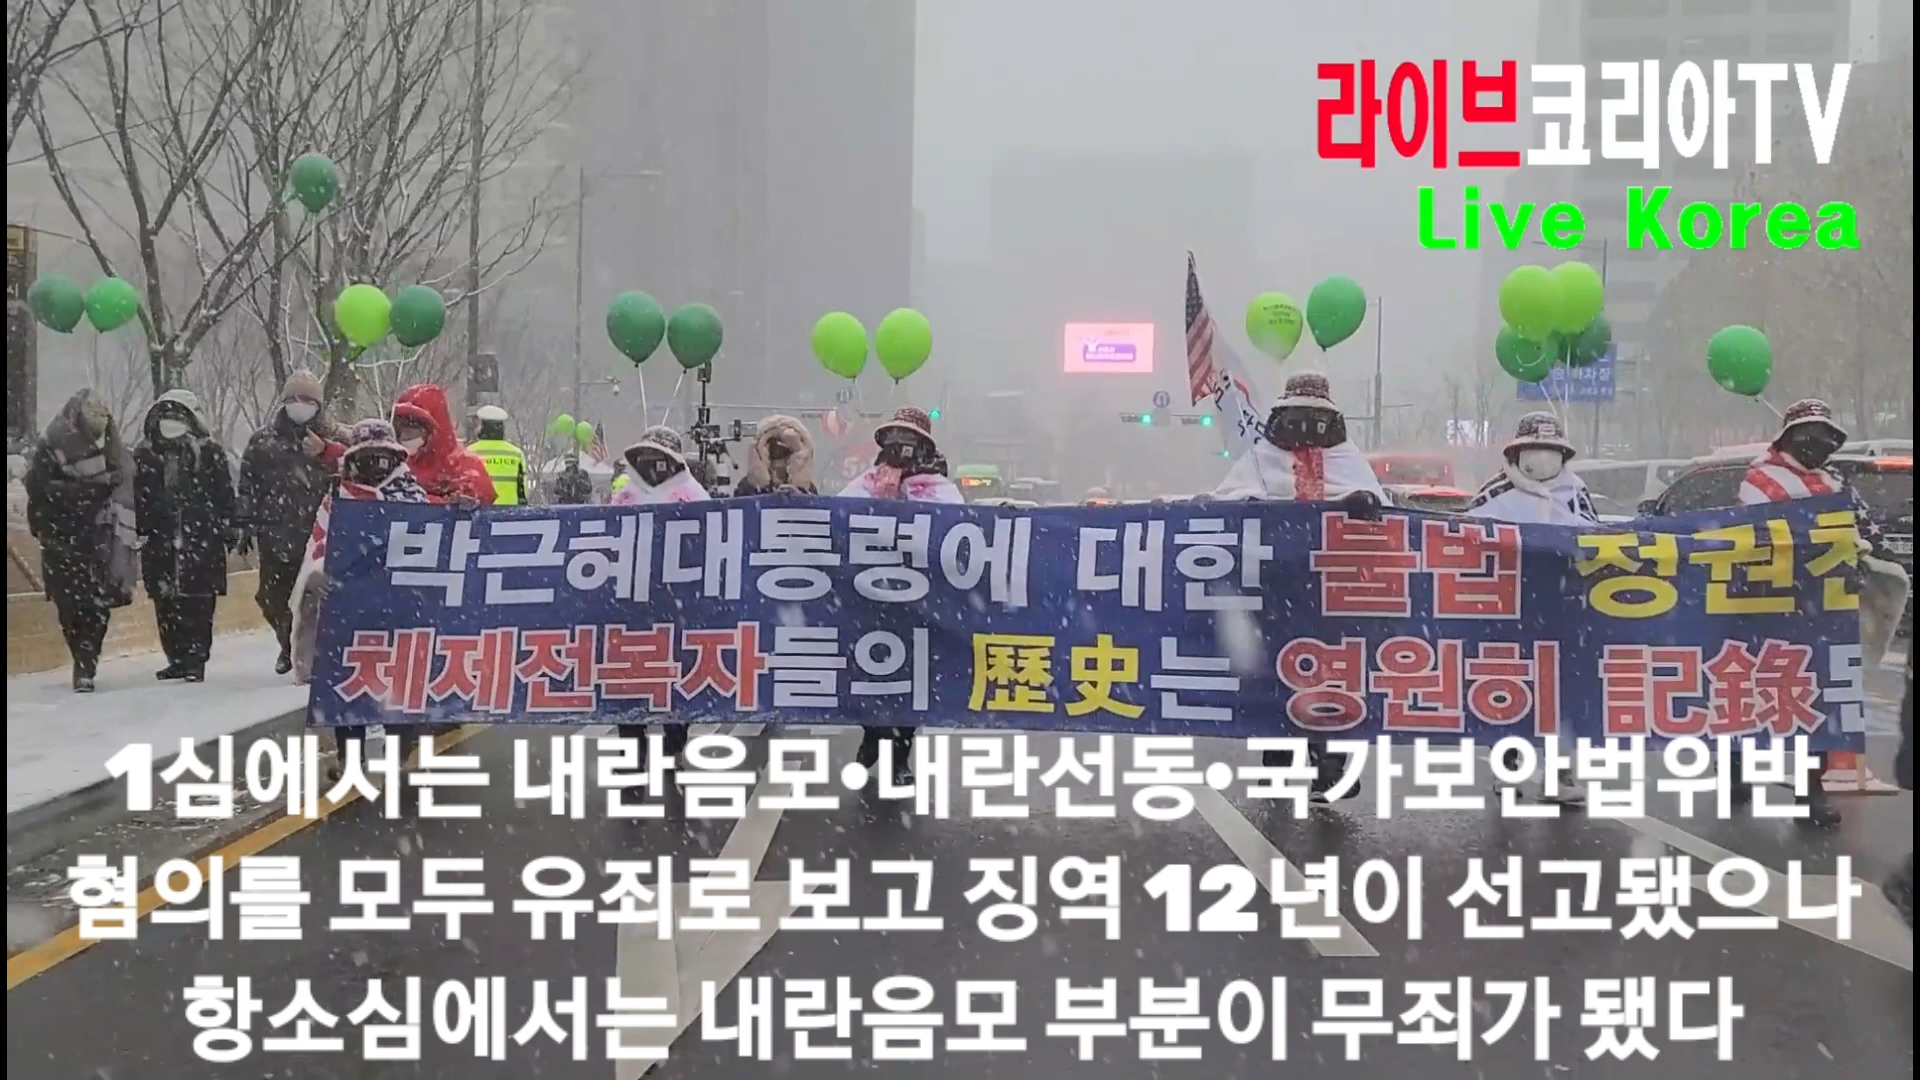 라이브코리아TV
Live Korea
POLICE
박근혜대통령에 대한 불법 정권찬
체제전복자들의 歷史는 영원히 記錄
1심에서는 내란음모•내란선동•국가보안법위반
혐의를 모두 유죄로 보고 징역 12년이 선고됐으나
항소심에서는 내란음모 부분이 무죄가 됐다